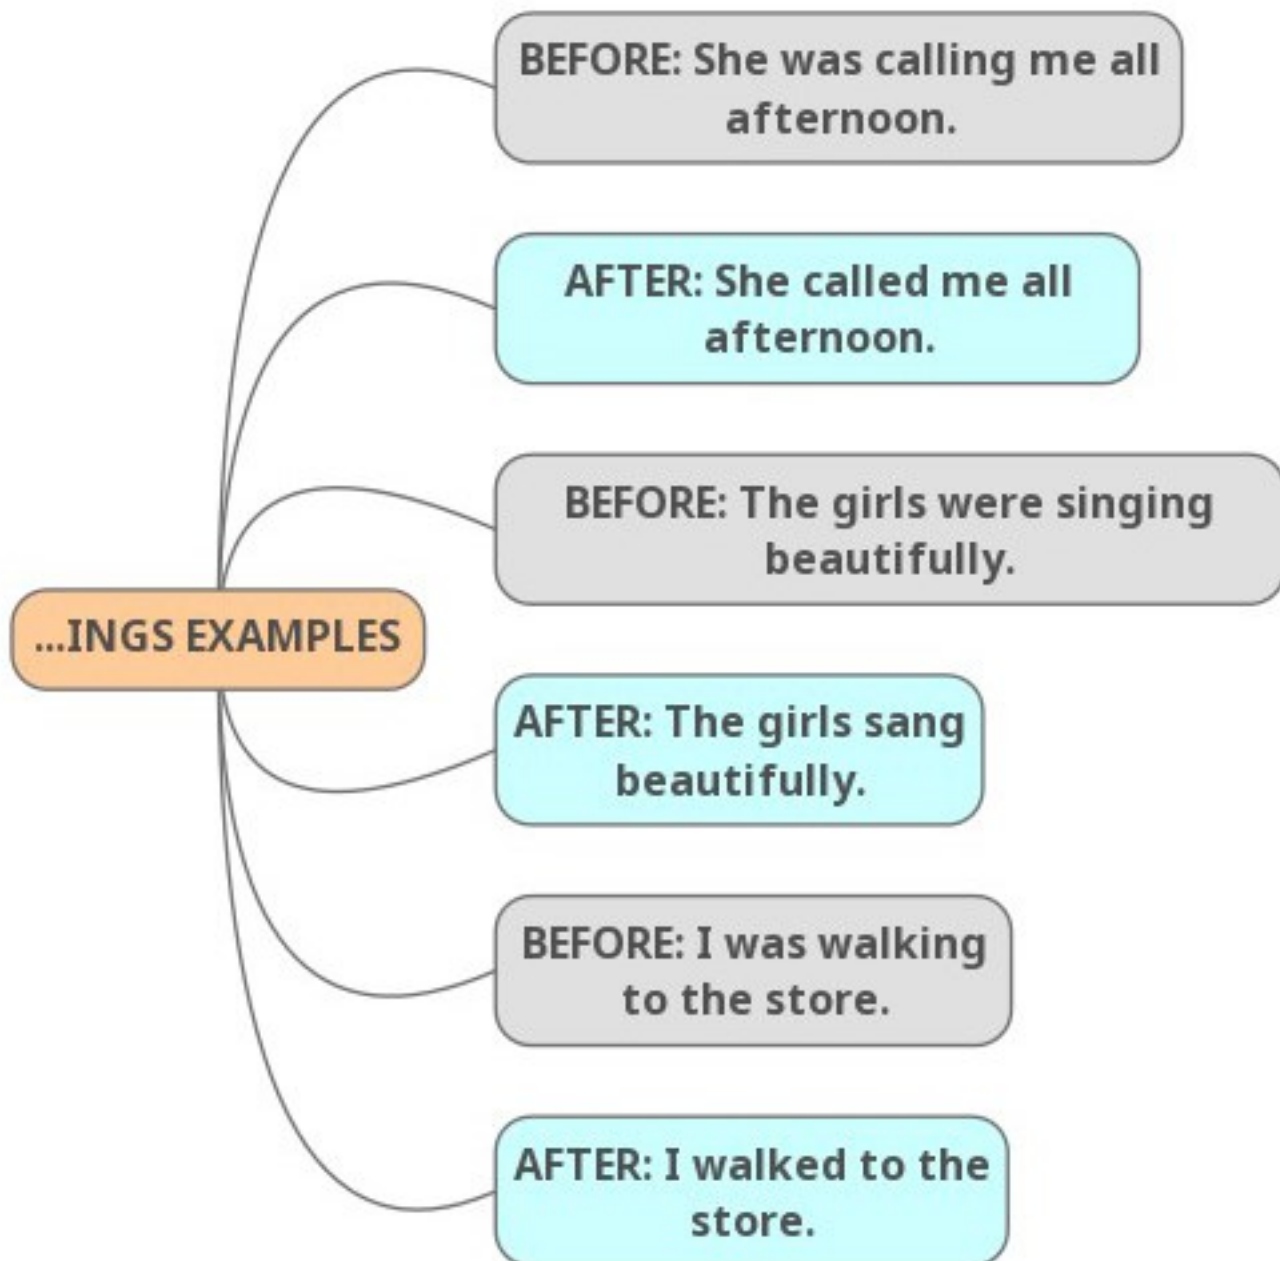 BEFORE: She was calling me all
afternoon.
AFTER: She called me all
afternoon.
BEFORE: The girls were singing
beautifully.
...INGS EXAMPLES
AFTER: The girls sang
beautifully.
BEFORE: I was walking
to the store.
AFTER: I walked to the
store.